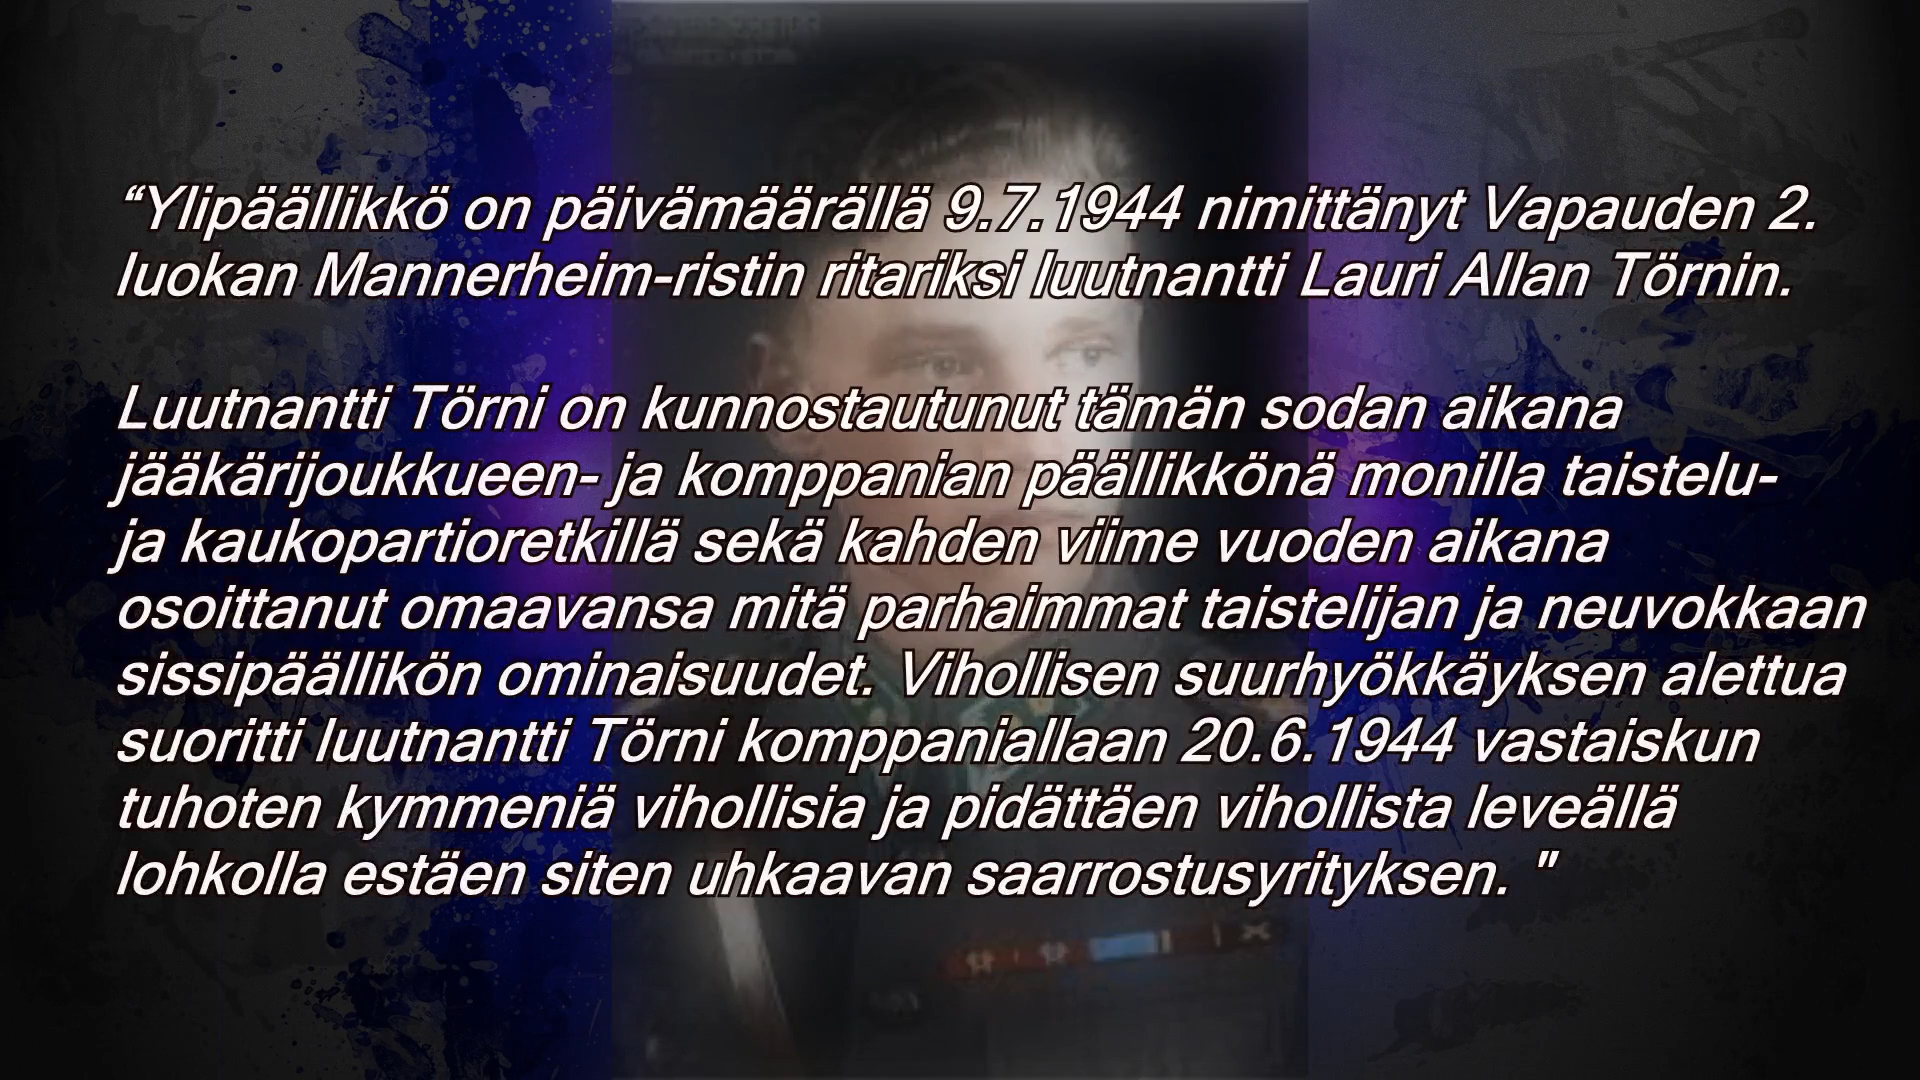 “Ylipäällikkö on päivämäärällä 9.7.1944 nimittänyt Vapauden 2.
luokan Mannerheim-ristin ritariksi luutnantti Lauri Allan Törnin.
Luutnantti Törni on kunnostautunut tämän sodan aikana
jääkärijoukkueen- ja komppanian päällikkönä monilla taistelu-
ja kaukopartioretkillä sekä kahden viime vuoden aikana
osoittanut omaavansa mitä parhaimmat taistelijan ja neuvokkaan
sissipäällikön ominaisuudet. Vihollisen suurhyökkäyksen alettua
suoritti luutnantti Törni komppaniallaan 20.6.1944 vastaiskun
tuhoten kymmeniä vihollisia ja pidättäen vihollista leveällä
lohkolla estäen siten uhkaavan saarrostusyrityksen. "